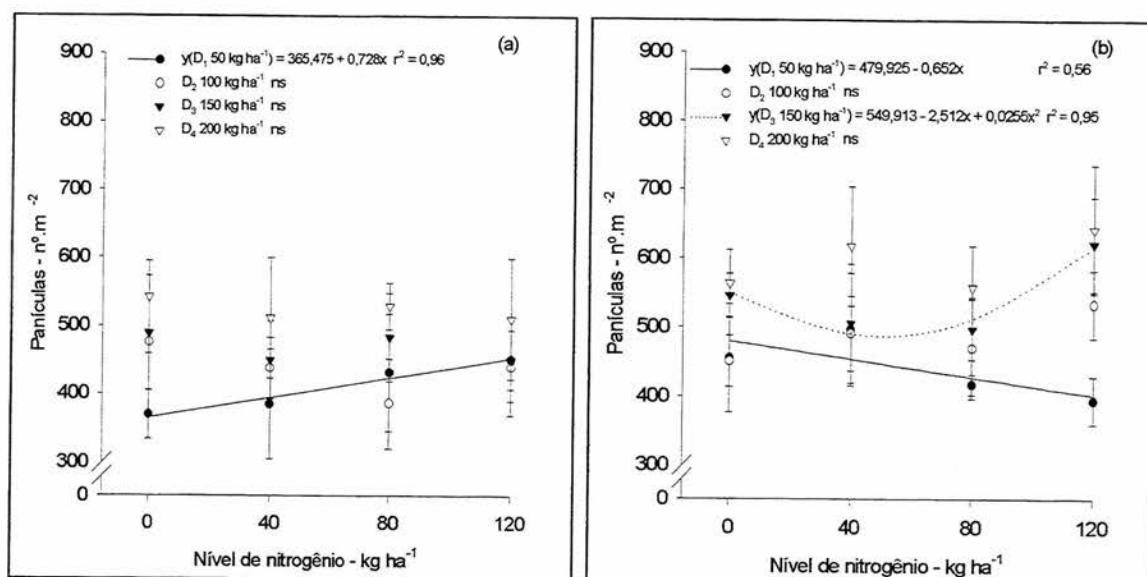 (a)
y(D₁ 50 kg ha⁻¹) = 365,475 + 0,728x r² = 0,96
D₂ 100 kg ha⁻¹ ns
D₃ 150 kg ha⁻¹ ns
D₄ 200 kg ha⁻¹ ns
Panículas - nº.m⁻²
900
800
700
600
500
400
300
0
0 40 80 120
Nível de nitrogênio - kg ha⁻¹
(b)
y(D₁ 50 kg ha⁻¹) = 479,925 - 0,652x r² = 0,56
D₂ 100 kg ha⁻¹ ns
y(D₃ 150 kg ha⁻¹) = 549,913 - 2,512x + 0,0255x² r² = 0,95
D₄ 200 kg ha⁻¹ ns
Panículas - nº.m⁻²
900
800
700
600
500
400
300
0
0 40 80 120
Nível de nitrogênio - kg ha⁻¹